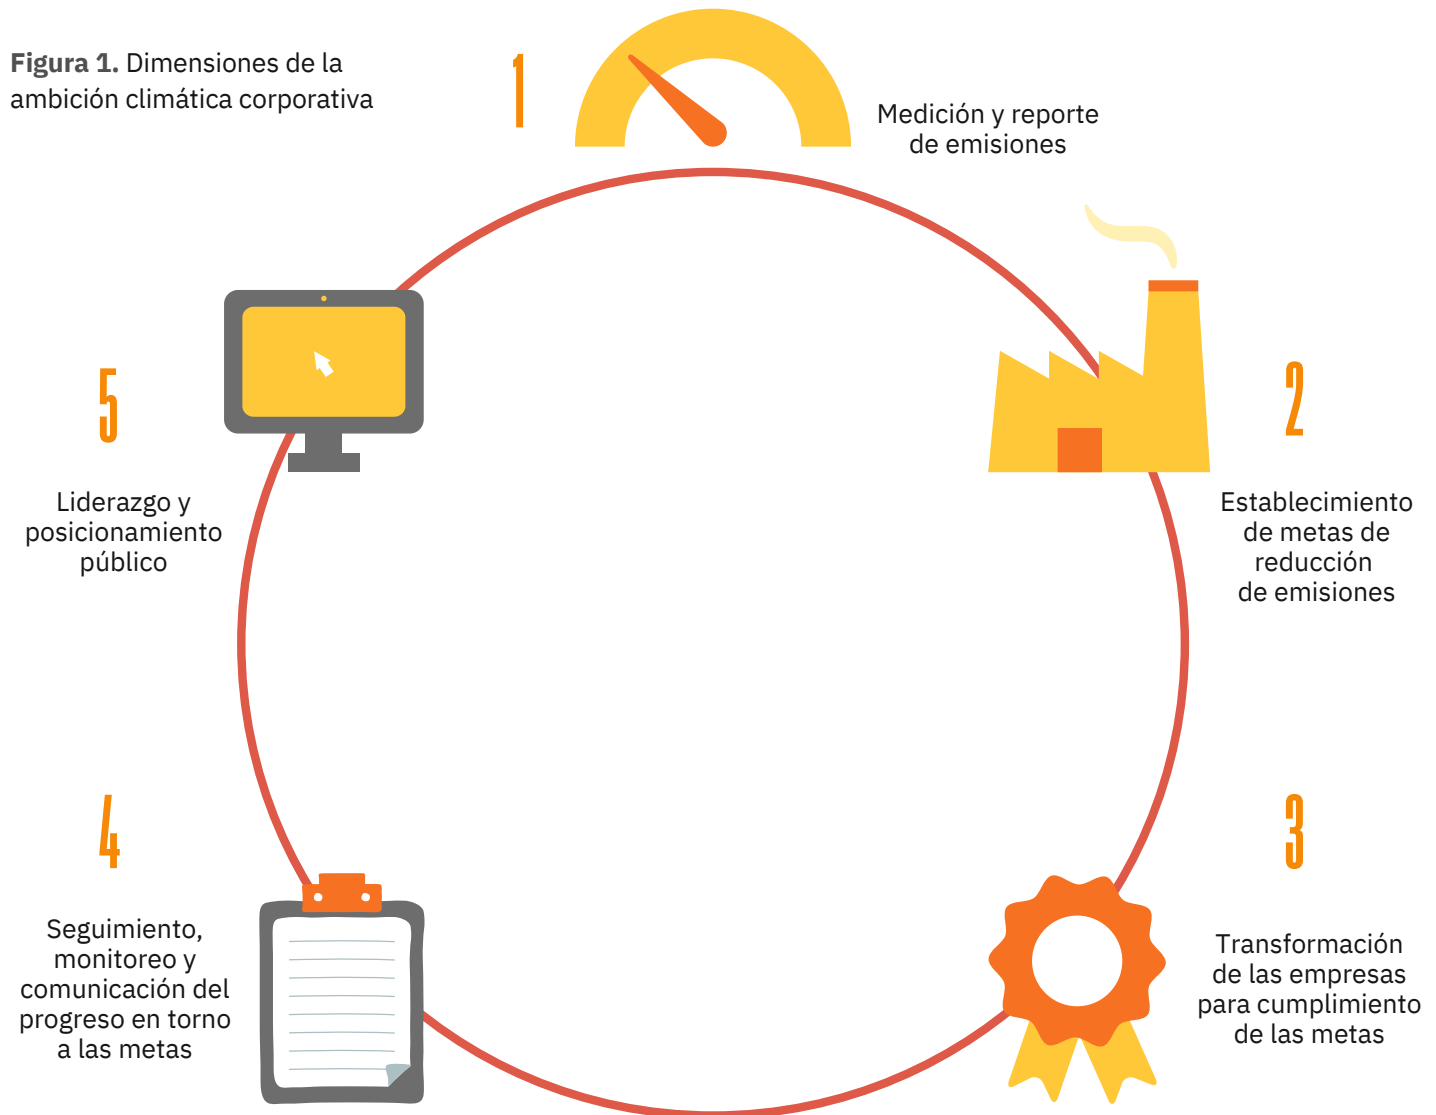 Figura 1. Dimensiones de la
ambición climática corporativa
1
Medición y reporte
de emisiones
2
Establecimiento
de metas de
reducción
de emisiones
3
Transformación
de las empresas
para cumplimiento
de las metas
4
Seguimiento,
monitoreo y
comunicación del
progreso en torno
a las metas
5
Liderazgo y
posicionamiento
público